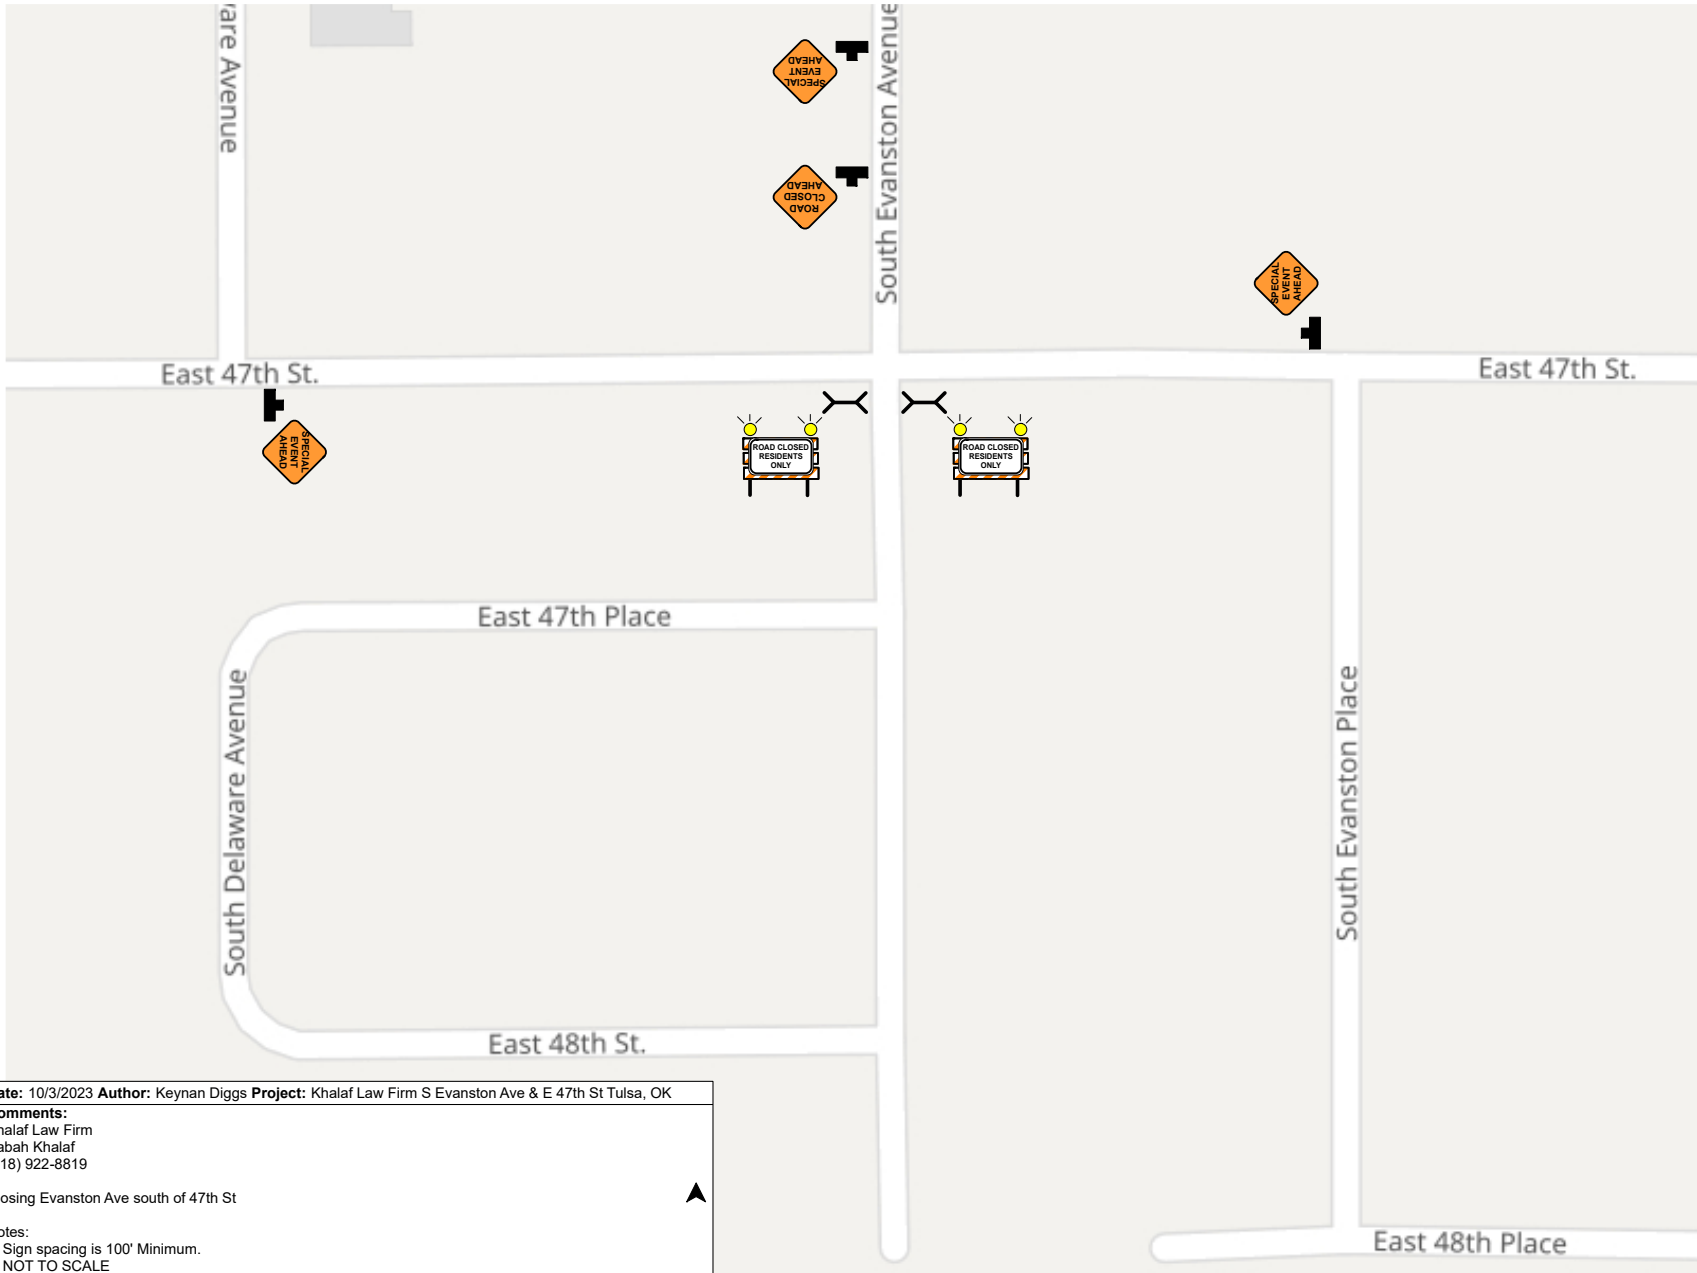 are Avenue
South Evanston Avenue
SPECIAL
EVENT
AHEAD
ROAD
CLOSED
AHEAD
SPECIAL
EVENT
AHEAD
East 47th St.
East 47th St.
SPECIAL
EVENT
AHEAD
ROAD CLOSED
RESIDENTS
ONLY
ROAD CLOSED
RESIDENTS
ONLY
East 47th Place
South Delaware Avenue
South Evanston Place
East 48th St.
East 48th Place
ate: 10/3/2023 Author: Keynan Diggs Project: Khalaf Law Firm S Evanston Ave & E 47th St Tulsa, OK
omments:
halaf Law Firm
abah Khalaf
18) 922-8819
osing Evanston Ave south of 47th St
otes:
Sign spacing is 100' Minimum.
NOT TO SCALE